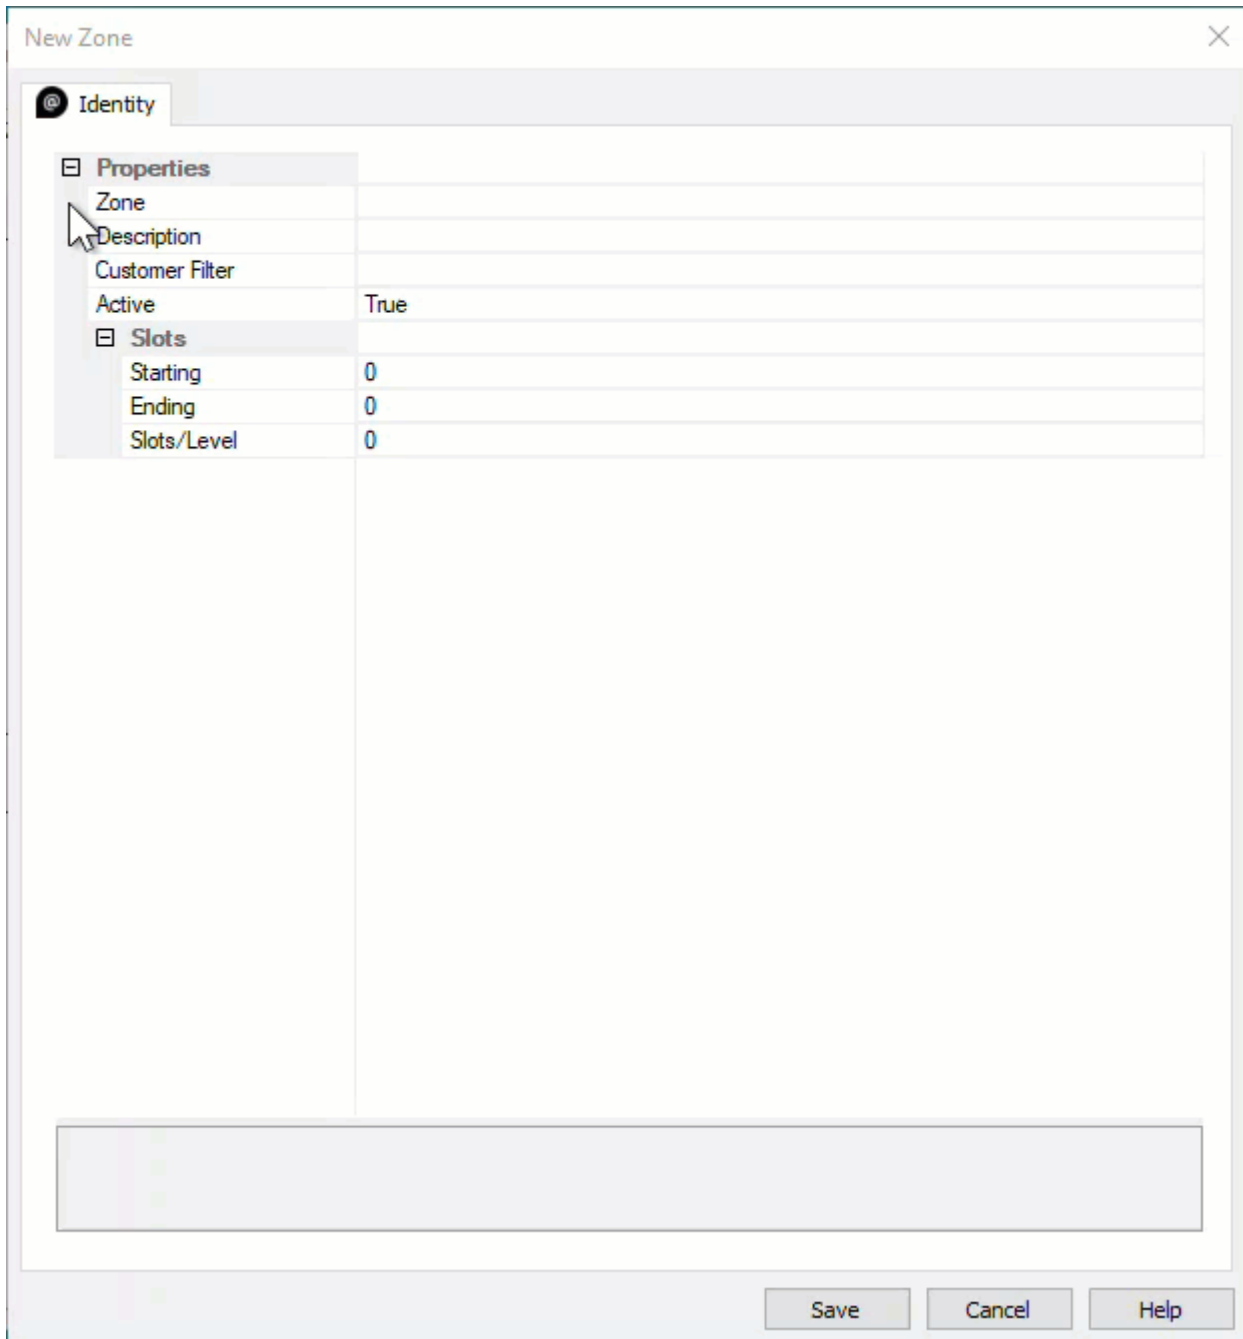 New Zone
@ Identity
Properties
Zone
Description
Customer Filter
Active True
Slots
Starting 0
Ending 0
Slots/Level 0
Save Cancel Help